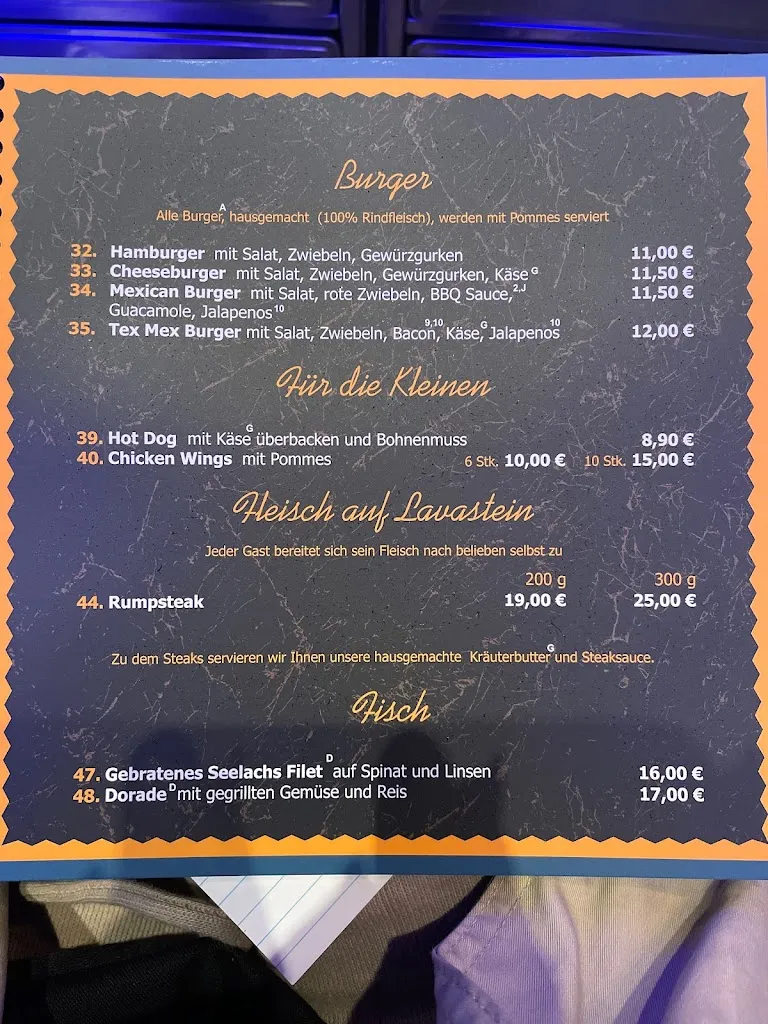 Burger
Alle Burger,A hausgemacht (100% Rindfleisch), werden mit Pommes serviert
32. Hamburger mit Salat, Zwiebeln, Gewürzgurken 11,00 €
33. Cheeseburger mit Salat, Zwiebeln, Gewürzgurken, Käse G 11,50 €
34. Mexican Burger mit Salat, rote Zwiebeln, BBQ Sauce,2,J 11,50 €
Guacamole, Jalapenos 10
35. Tex Mex Burger mit Salat, Zwiebeln, Bacon,9,10 Käse,G Jalapenos 10 12,00 €
Für die Kleinen
39. Hot Dog mit Käse G überbacken und Bohnenmuss 8,90 €
40. Chicken Wings mit Pommes 6 Stk. 10,00 € 10 Stk. 15,00 €
Fleisch auf Lavastein
Jeder Gast bereitet sich sein Fleisch nach belieben selbst zu
200 g 300 g
44. Rumpsteak 19,00 € 25,00 €
Zu dem Steaks servieren wir Ihnen unsere hausgemachte Kräuterbutter G und Steaksauce.
Fisch
47. Gebratenes Seelachs Filet D auf Spinat und Linsen 16,00 €
48. Dorade D mit gegrillten Gemüse und Reis 17,00 €